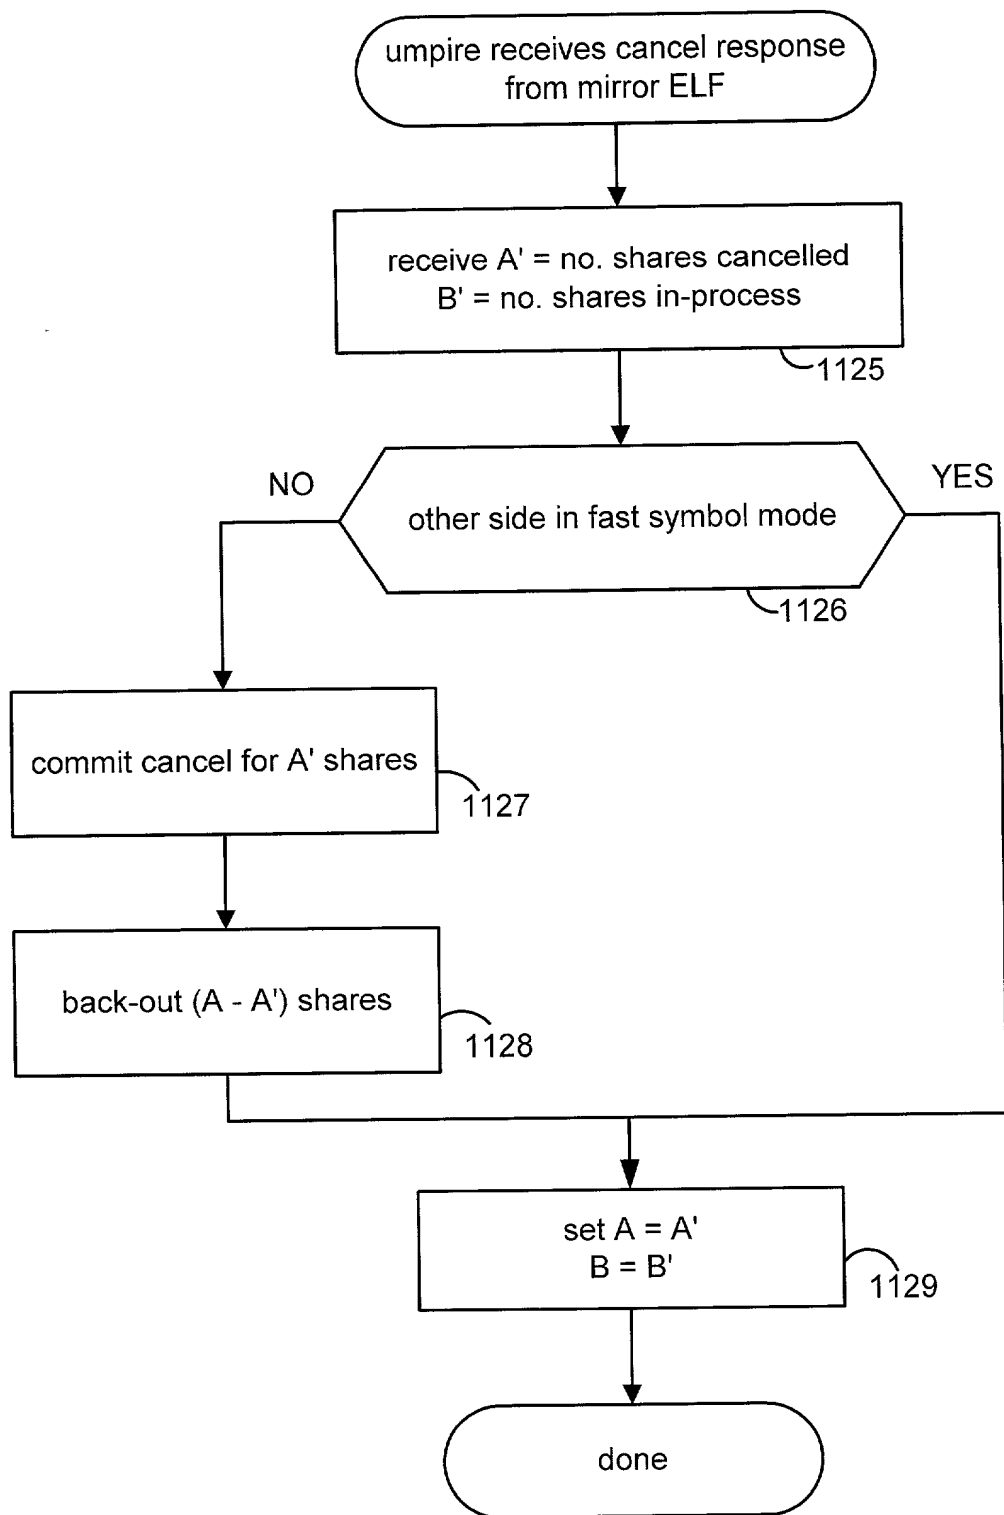 umpire receives cancel response
from mirror ELF
receive A' = no. shares cancelled
B' = no. shares in-process
1125
NO
YES
other side in fast symbol mode
1126
commit cancel for A' shares
1127
back-out (A - A') shares
1128
set A = A'
B = B'
1129
done